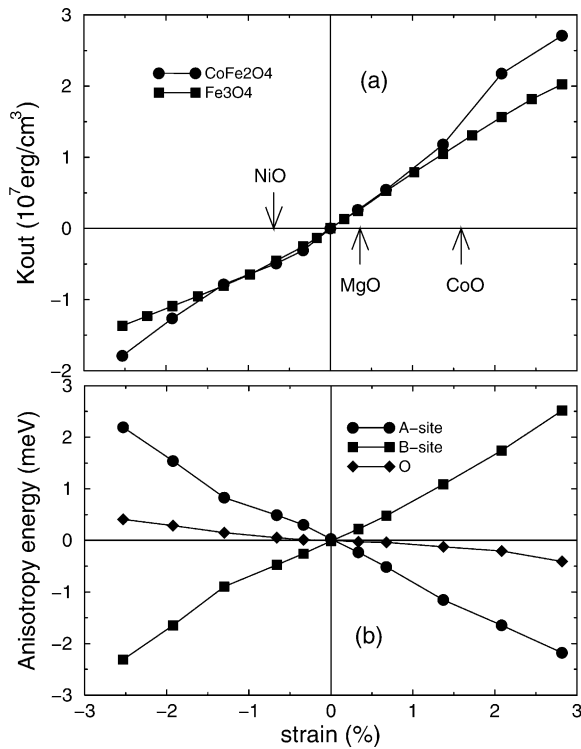 3
2
1
0
−1
−2
Kout (10⁷erg/cm³)
CoFe2O4
Fe3O4
(a)
NiO
MgO
CoO
3
2
1
0
−1
−2
−3
Anisotropy energy (meV)
A−site
B−site
O
(b)
−3 −2 −1 0 1 2 3
strain (%)